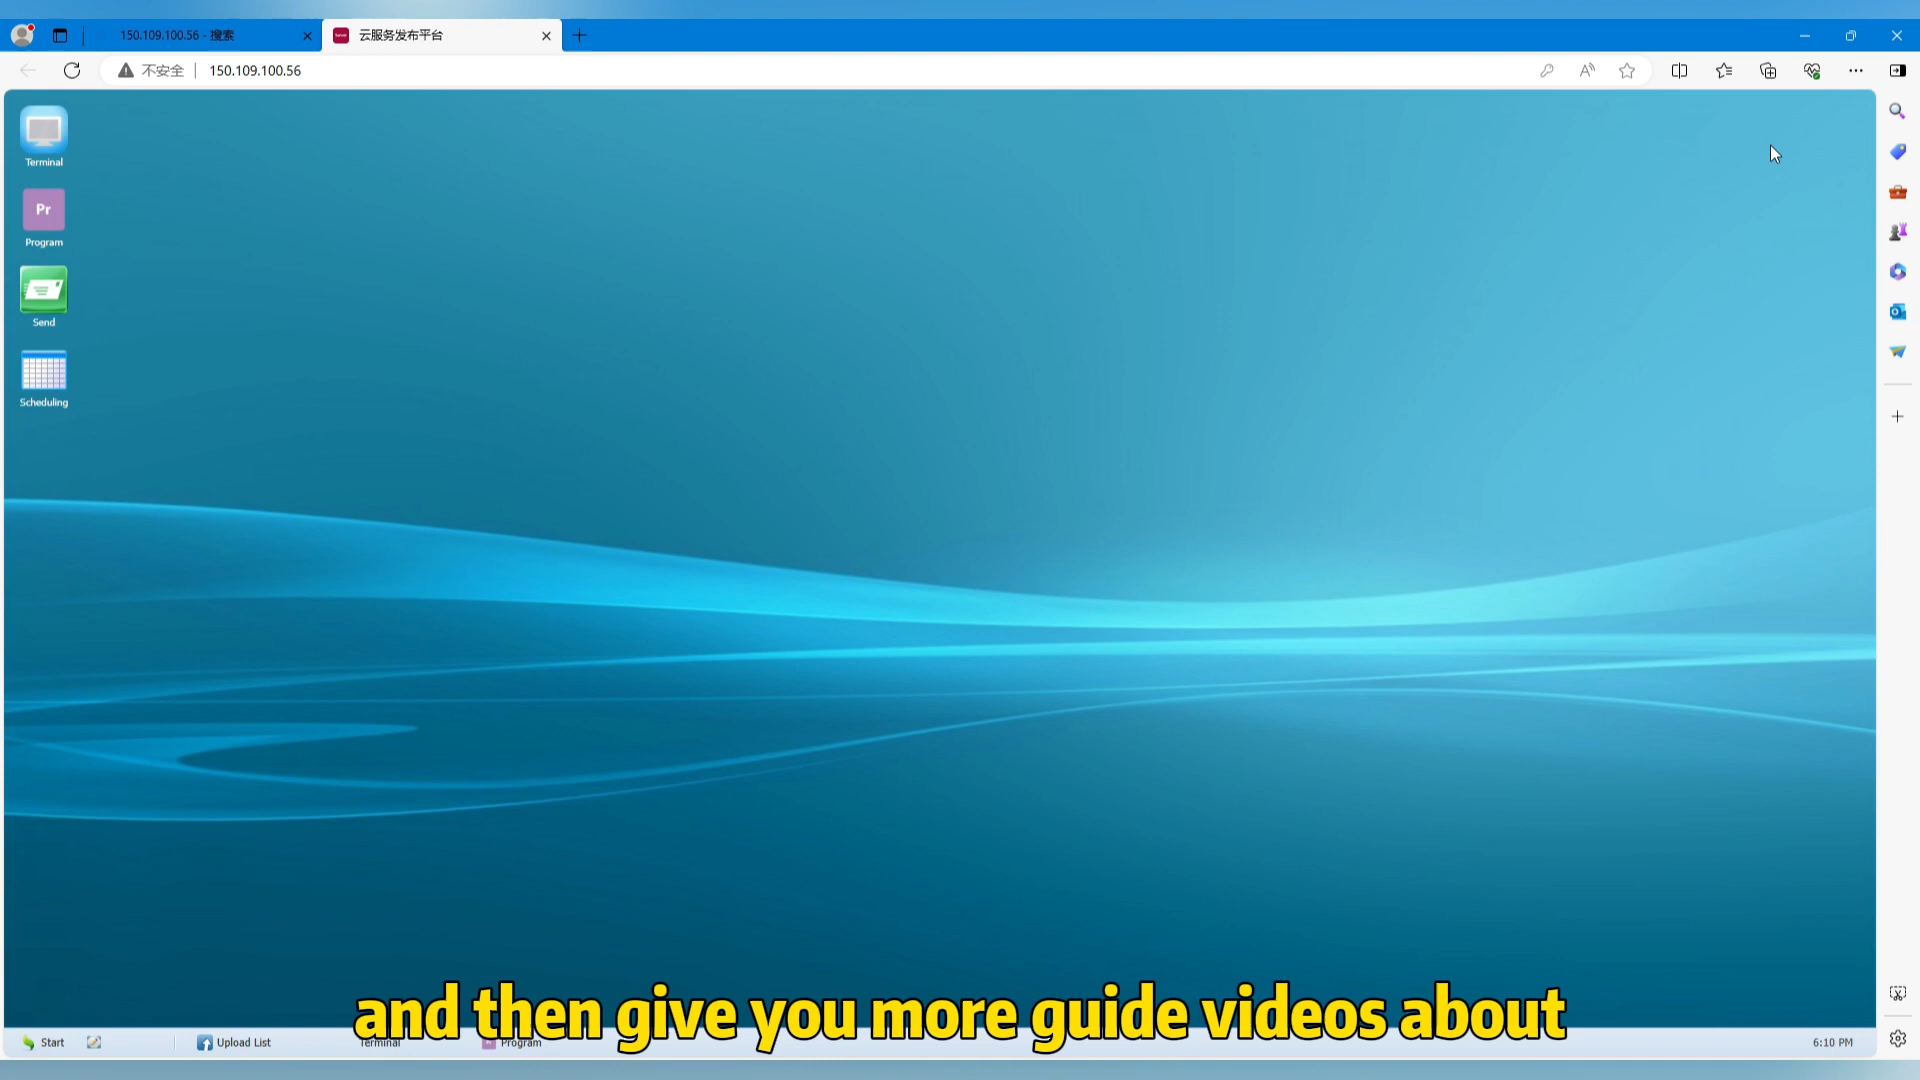 150.109.100.56 - 搜索
云服务发布平台
不安全
150.109.100.56
Terminal
Pr
Program
Send
Scheduling
and then give you more guide videos about
Start
Upload List
Terminal
Program
6:10 PM